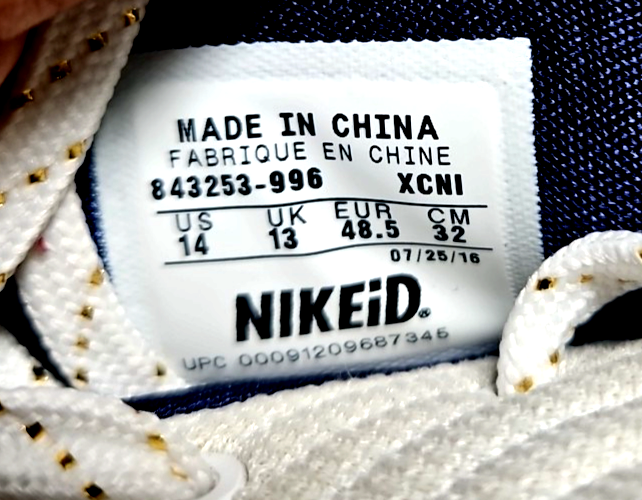 MADE IN CHINA
FABRIQUE EN CHINE
843253-996 XCNI
US UK EUR CM
14 13 48.5 32
07/25/16
NIKEiD®
UPC 00091209687345